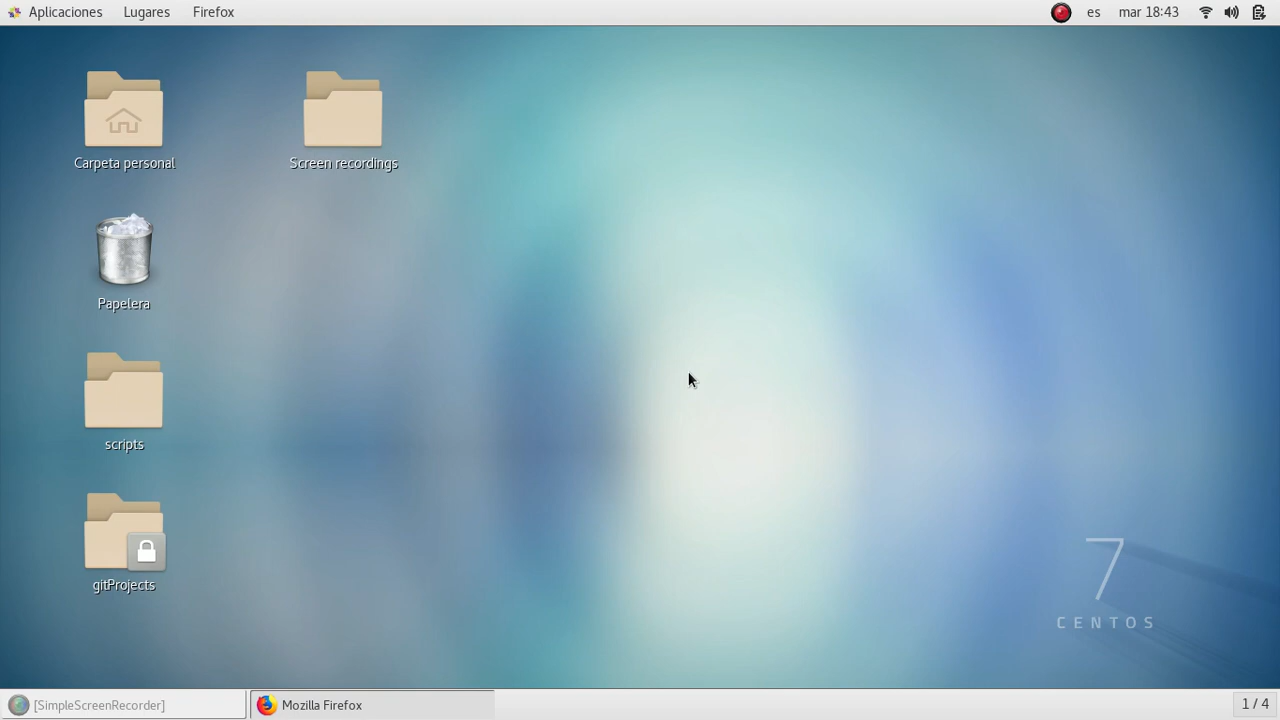 Aplicaciones Lugares Firefox es mar 18:43
Carpeta personal Screen recordings
Papelera
scripts
gitProjects
7
CENTOS
[SimpleScreenRecorder] Mozilla Firefox 1 / 4